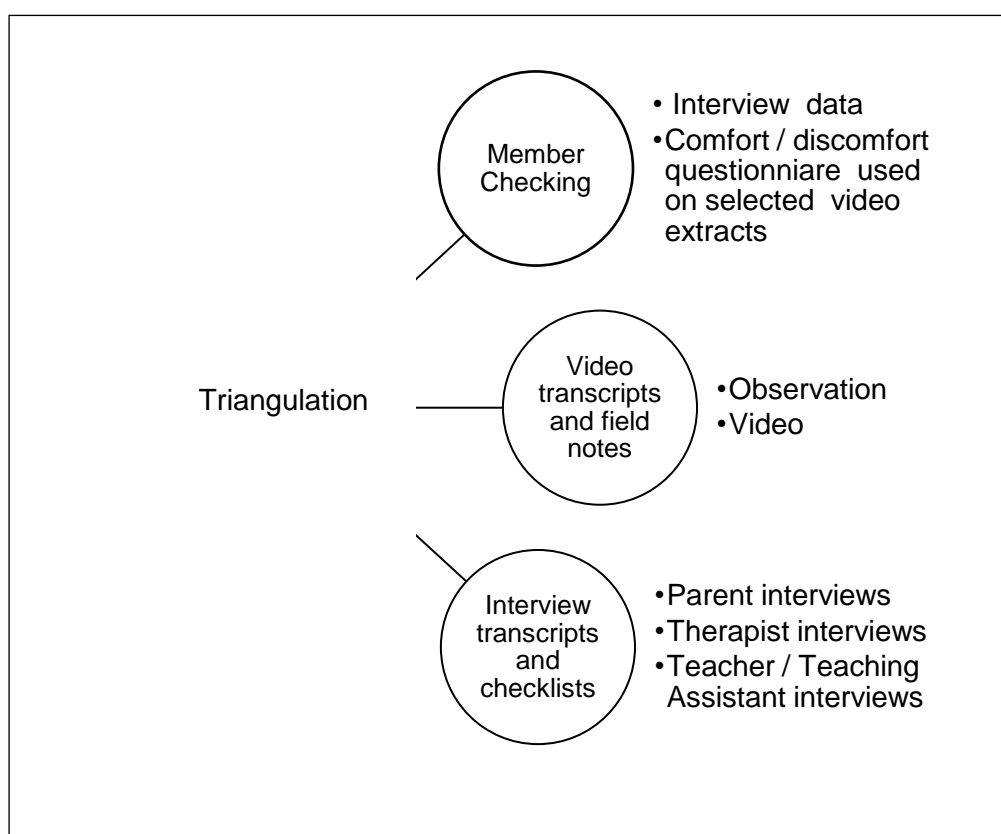 Member
Checking
• Interview data
•Comfort / discomfort
questionniare used
on selected video
extracts
Triangulation
Video
transcripts
and field
notes
•Observation
•Video
Interview
transcripts
and
checklists
•Parent interviews
•Therapist interviews
•Teacher / Teaching
Assistant interviews